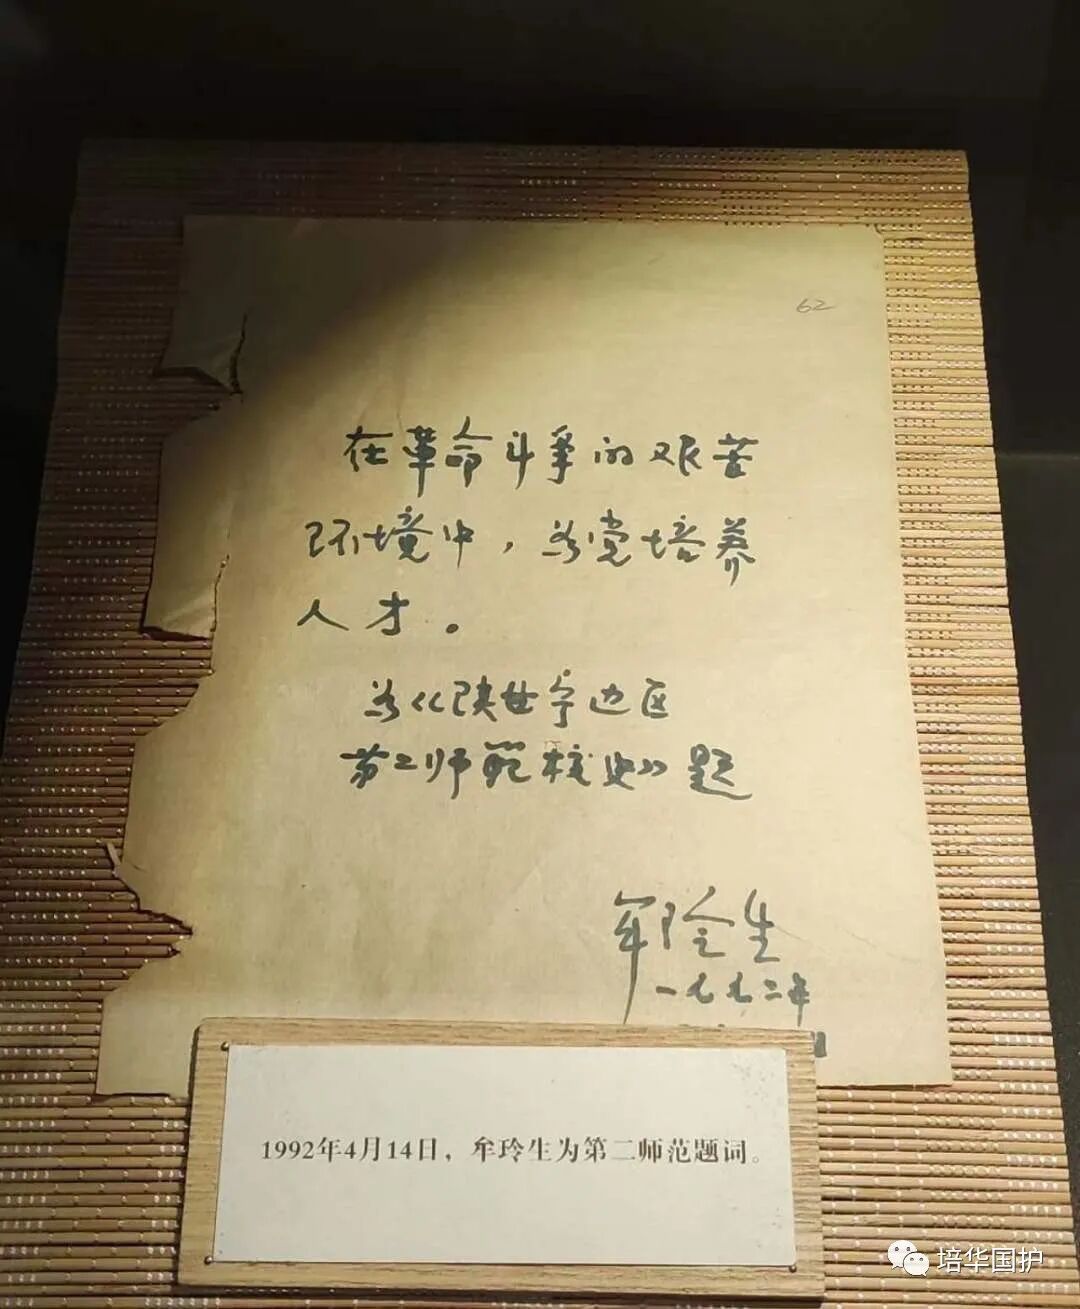 62
在革命斗争的艰苦
环境中，为党培养
人才。
为《陕甘宁边区
第二师范校史》题
牟玲生
一九九二年
日
1992年4月14日，牟玲生为第二师范题词。
培华国护